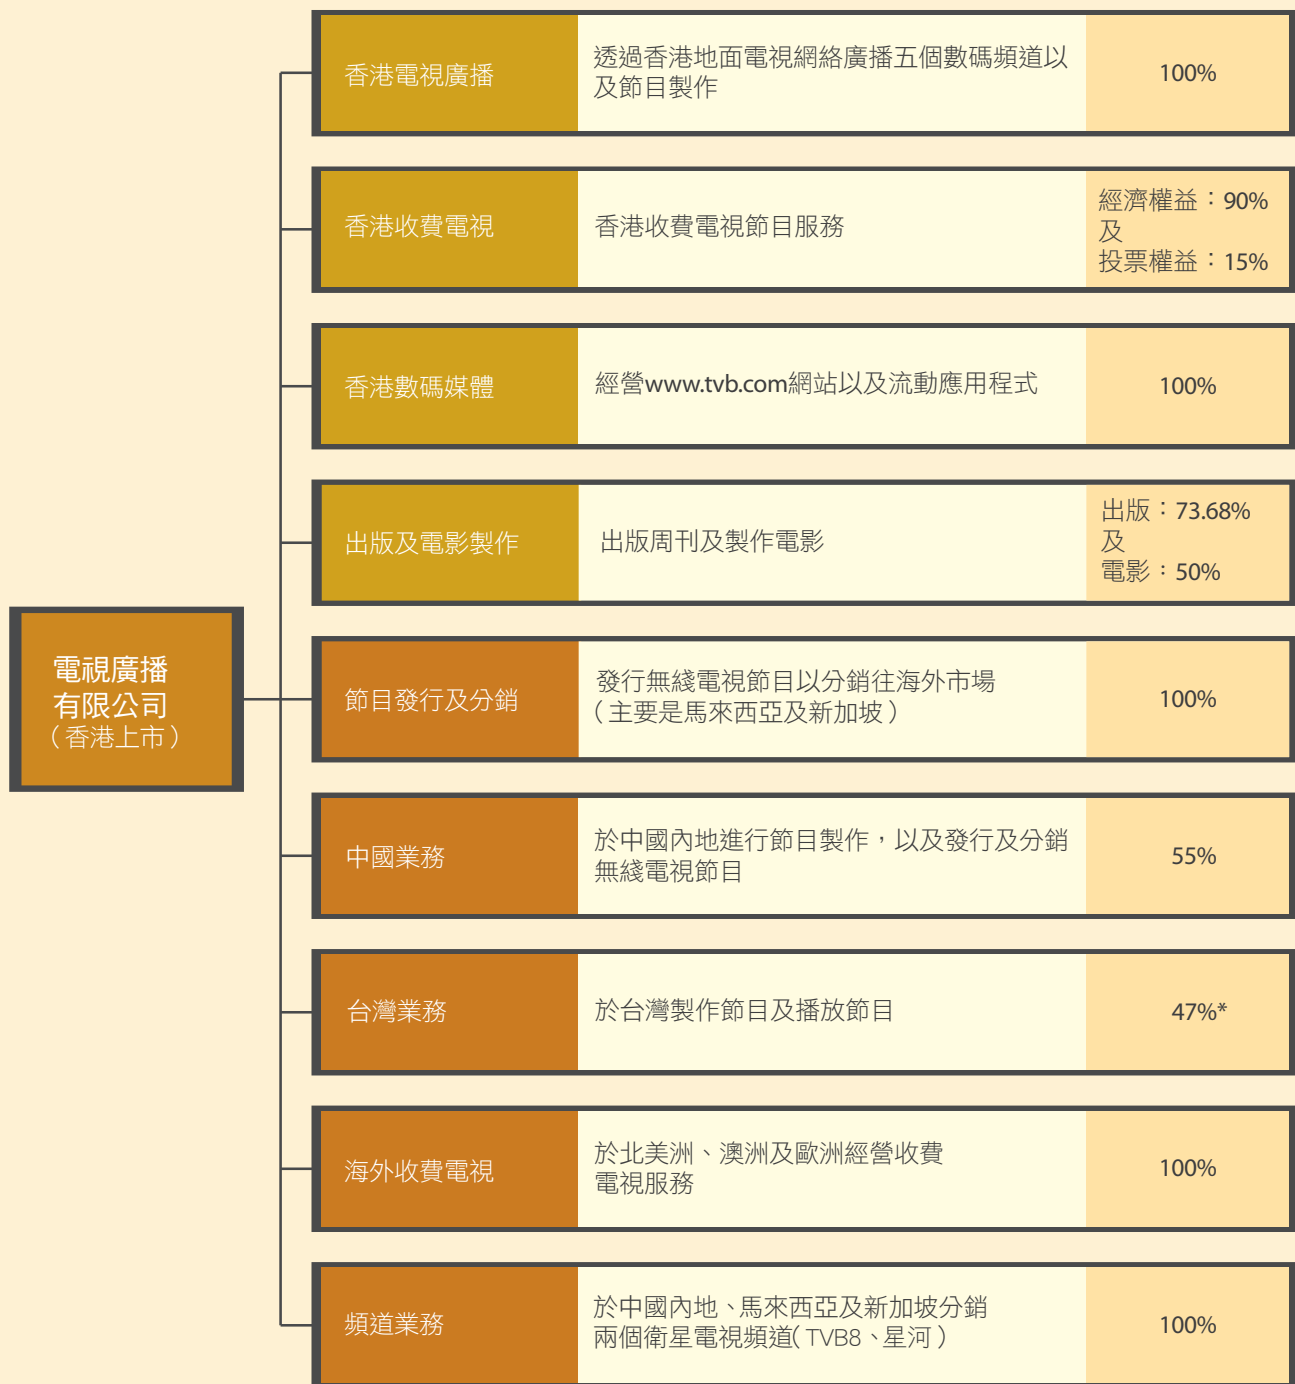 香港電視廣播
透過香港地面電視網絡廣播五個數碼頻道以
及節目製作
100%
香港收費電視
香港收費電視節目服務
經濟權益：90%
及
投票權益：15%
香港數碼媒體
經營www.tvb.com網站以及流動應用程式
100%
出版及電影製作
出版周刊及製作電影
出版：73.68%
及
電影：50%
電視廣播
有限公司
（香港上市）
節目發行及分銷
發行無綫電視節目以分銷往海外市場
（主要是馬來西亞及新加坡）
100%
中國業務
於中國內地進行節目製作，以及發行及分銷
無綫電視節目
55%
台灣業務
於台灣製作節目及播放節目
47%*
海外收費電視
於北美洲、澳洲及歐洲經營收費
電視服務
100%
頻道業務
於中國內地、馬來西亞及新加坡分銷
兩個衛星電視頻道（TVB8、星河）
100%